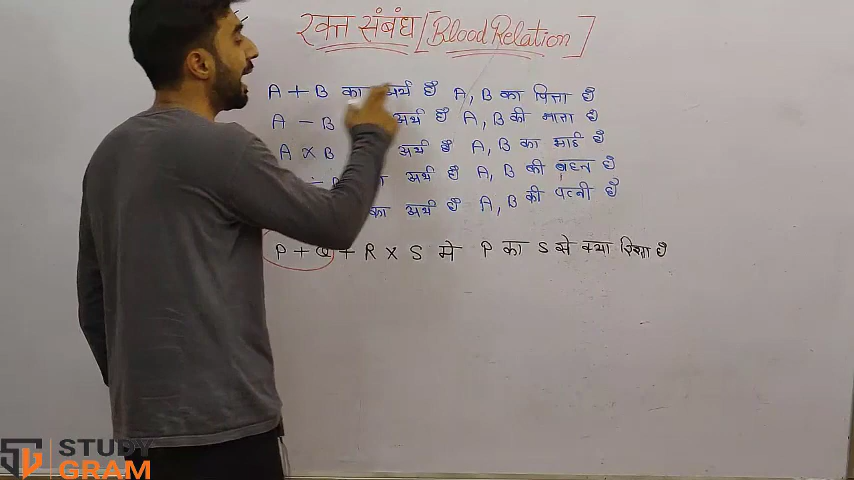 रक्त संबंध [Blood Relation]
A + B का अर्थ है A, B का पिता है
A - B अर्थ है A, B की माता है
A × B अर्थ है A, B का भाई है
÷ B का अर्थ है A, B की बहन है
का अर्थ है A, B की पत्नी है
P + Q + R × S मे P का S से क्या रिश्ता है
STUDY
GRAM